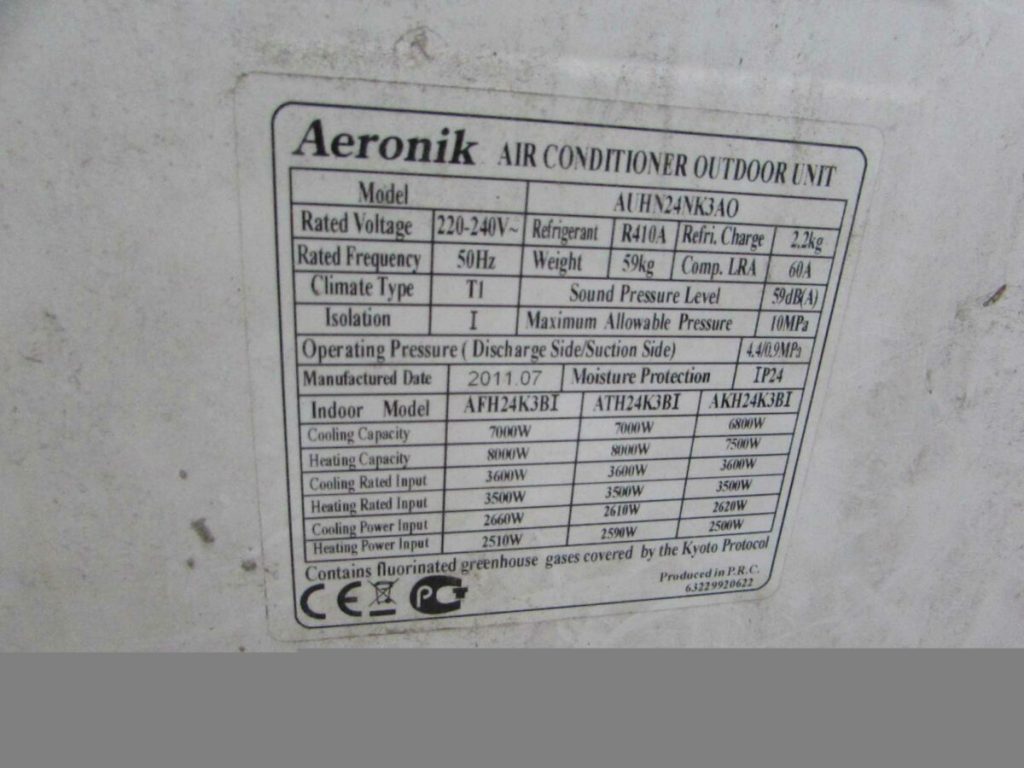 Aeronik AIR CONDITIONER OUTDOOR UNIT
Model AUHN24NK3AO
Rated Voltage 220-240V~ Refrigerant R410A Refri. Charge 2.2kg
Rated Frequency 50Hz Weight 59kg Comp. LRA 60A
Climate Type T1 Sound Pressure Level 59dB(A)
Isolation I Maximum Allowable Pressure 10MPa
Operating Pressure ( Discharge Side/Suction Side) 4.4/0.9MPa
Manufactured Date 2011.07 Moisture Protection IP24
Indoor Model AFH24K3BI ATH24K3BI AKH24K3BI
Cooling Capacity 7000W 7000W 6800W
Heating Capacity 8000W 8000W 7500W
Cooling Rated Input 3600W 3600W 3600W
Heating Rated Input 3500W 3500W 3500W
Cooling Power Input 2660W 2610W 2620W
Heating Power Input 2510W 2590W 2500W
Contains fluorinated greenhouse gases covered by the Kyoto Protocol
Produced in P.R.C.
63229920622
CE PCT